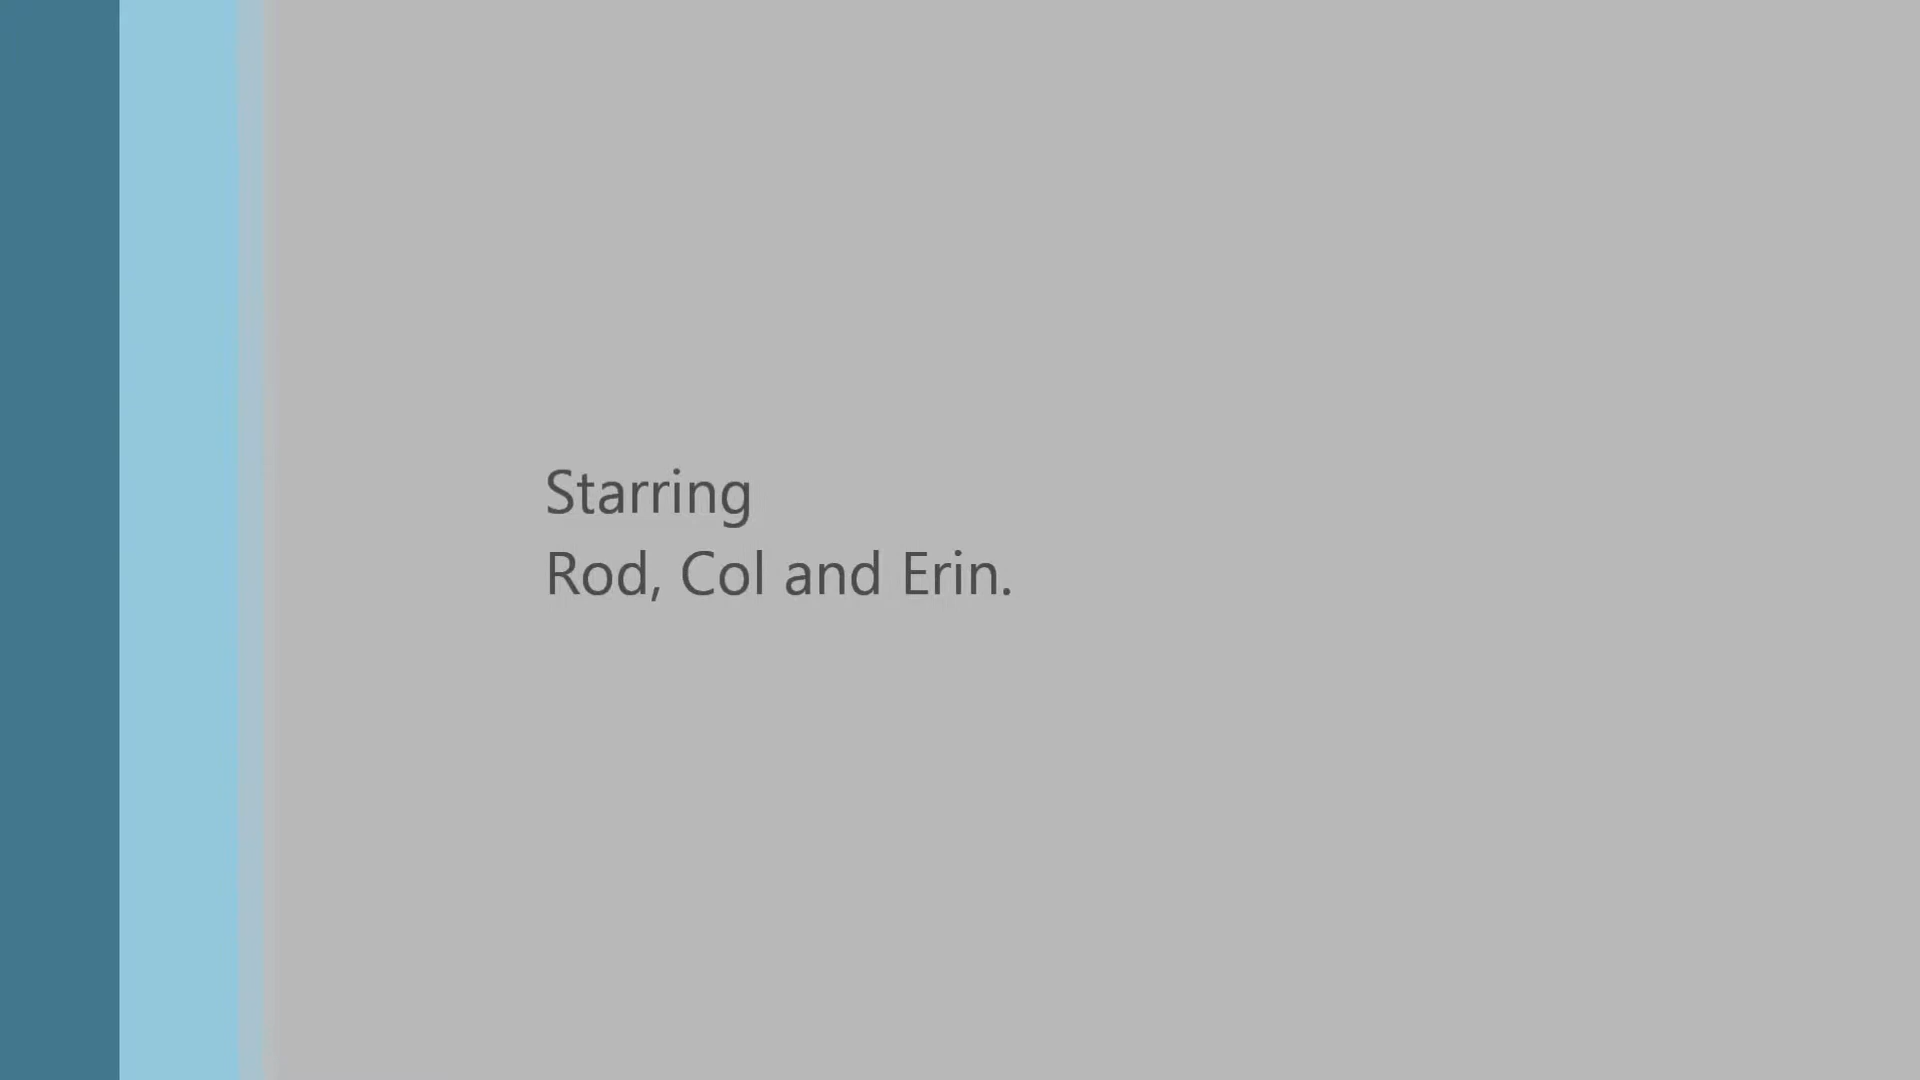 Starring
Rod, Col and Erin.